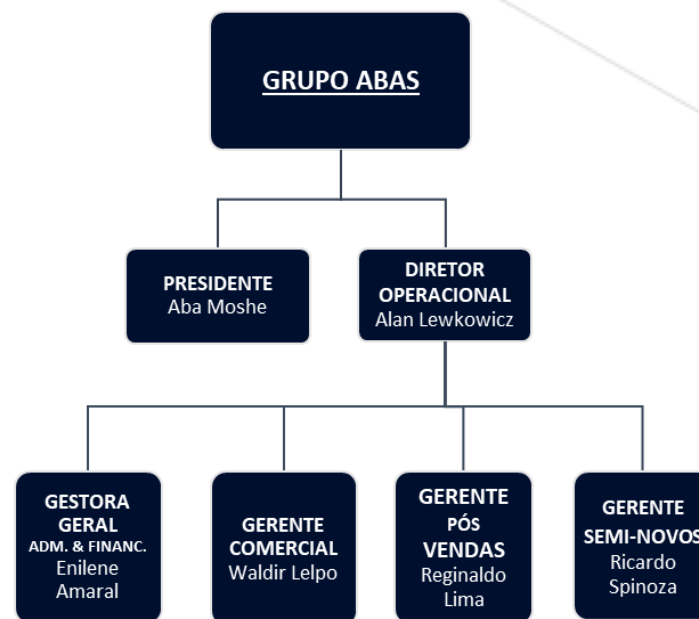 GRUPO ABAS
PRESIDENTE
Aba Moshe
DIRETOR
OPERACIONAL
Alan Lewkowicz
GESTORA
GERAL
ADM. & FINANC.
Enilene
Amaral
GERENTE
COMERCIAL
Waldir Lelpo
GERENTE
PÓS
VENDAS
Reginaldo
Lima
GERENTE
SEMI-NOVOS
Ricardo
Spinoza